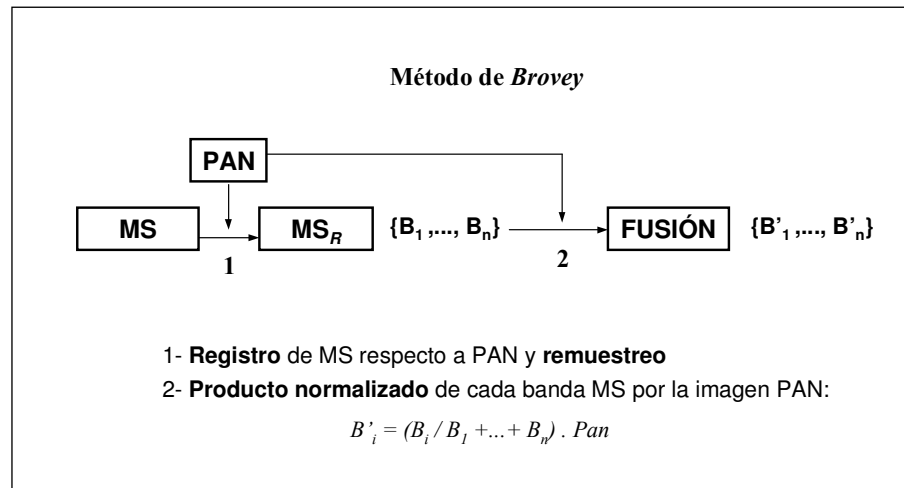 Método de Brovey
PAN
MS
MS_R
{B_1 ,..., B_n}
FUSIÓN
{B'_1 ,..., B'_n}
1
2
1- Registro de MS respecto a PAN y remuestreo
2- Producto normalizado de cada banda MS por la imagen PAN:
B'_i = (B_i / B_1 +...+ B_n) . Pan